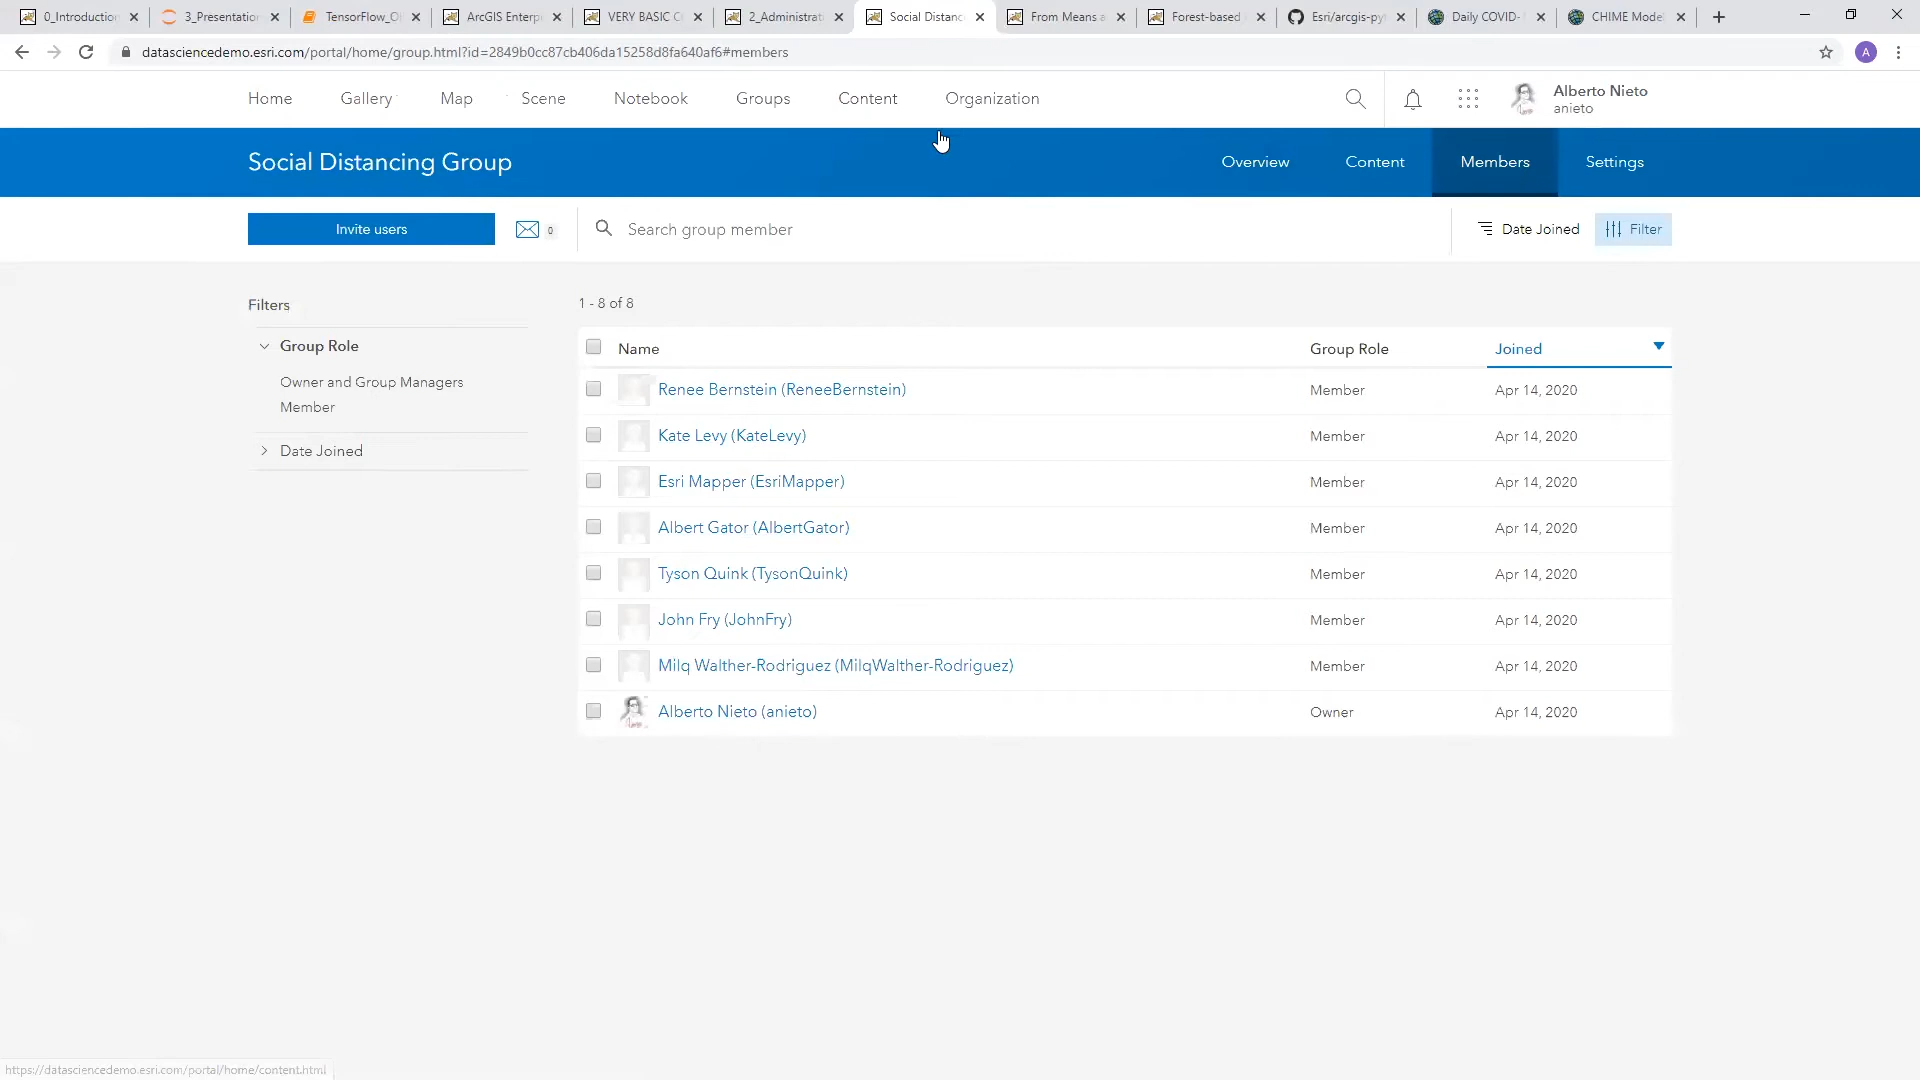 0_Introduction
3_Presentation
TensorFlow_O
ArcGIS Enterp
VERY BASIC C
2_Administrat
Social Distanc
From Means a
Forest-based
Esri/arcgis-py
Daily COVID-
CHIME Model
datasciencedemo.esri.com/portal/home/group.html?id=2849b0cc87cb406da15258d8fa640af6#members
A
Home
Gallery
Map
Scene
Notebook
Groups
Content
Organization
Alberto Nieto
anieto
Social Distancing Group
Overview
Content
Members
Settings
Invite users
0
Search group member
Date Joined
Filter
Filters
1 - 8 of 8
Group Role
Owner and Group Managers
Member
Date Joined
Name Group Role Joined
Renee Bernstein (ReneeBernstein) Member Apr 14, 2020
Kate Levy (KateLevy) Member Apr 14, 2020
Esri Mapper (EsriMapper) Member Apr 14, 2020
Albert Gator (AlbertGator) Member Apr 14, 2020
Tyson Quink (TysonQuink) Member Apr 14, 2020
John Fry (JohnFry) Member Apr 14, 2020
Milq Walther-Rodriguez (MilqWalther-Rodriguez) Member Apr 14, 2020
Alberto Nieto (anieto) Owner Apr 14, 2020
https://datasciencedemo.esri.com/portal/home/content.html